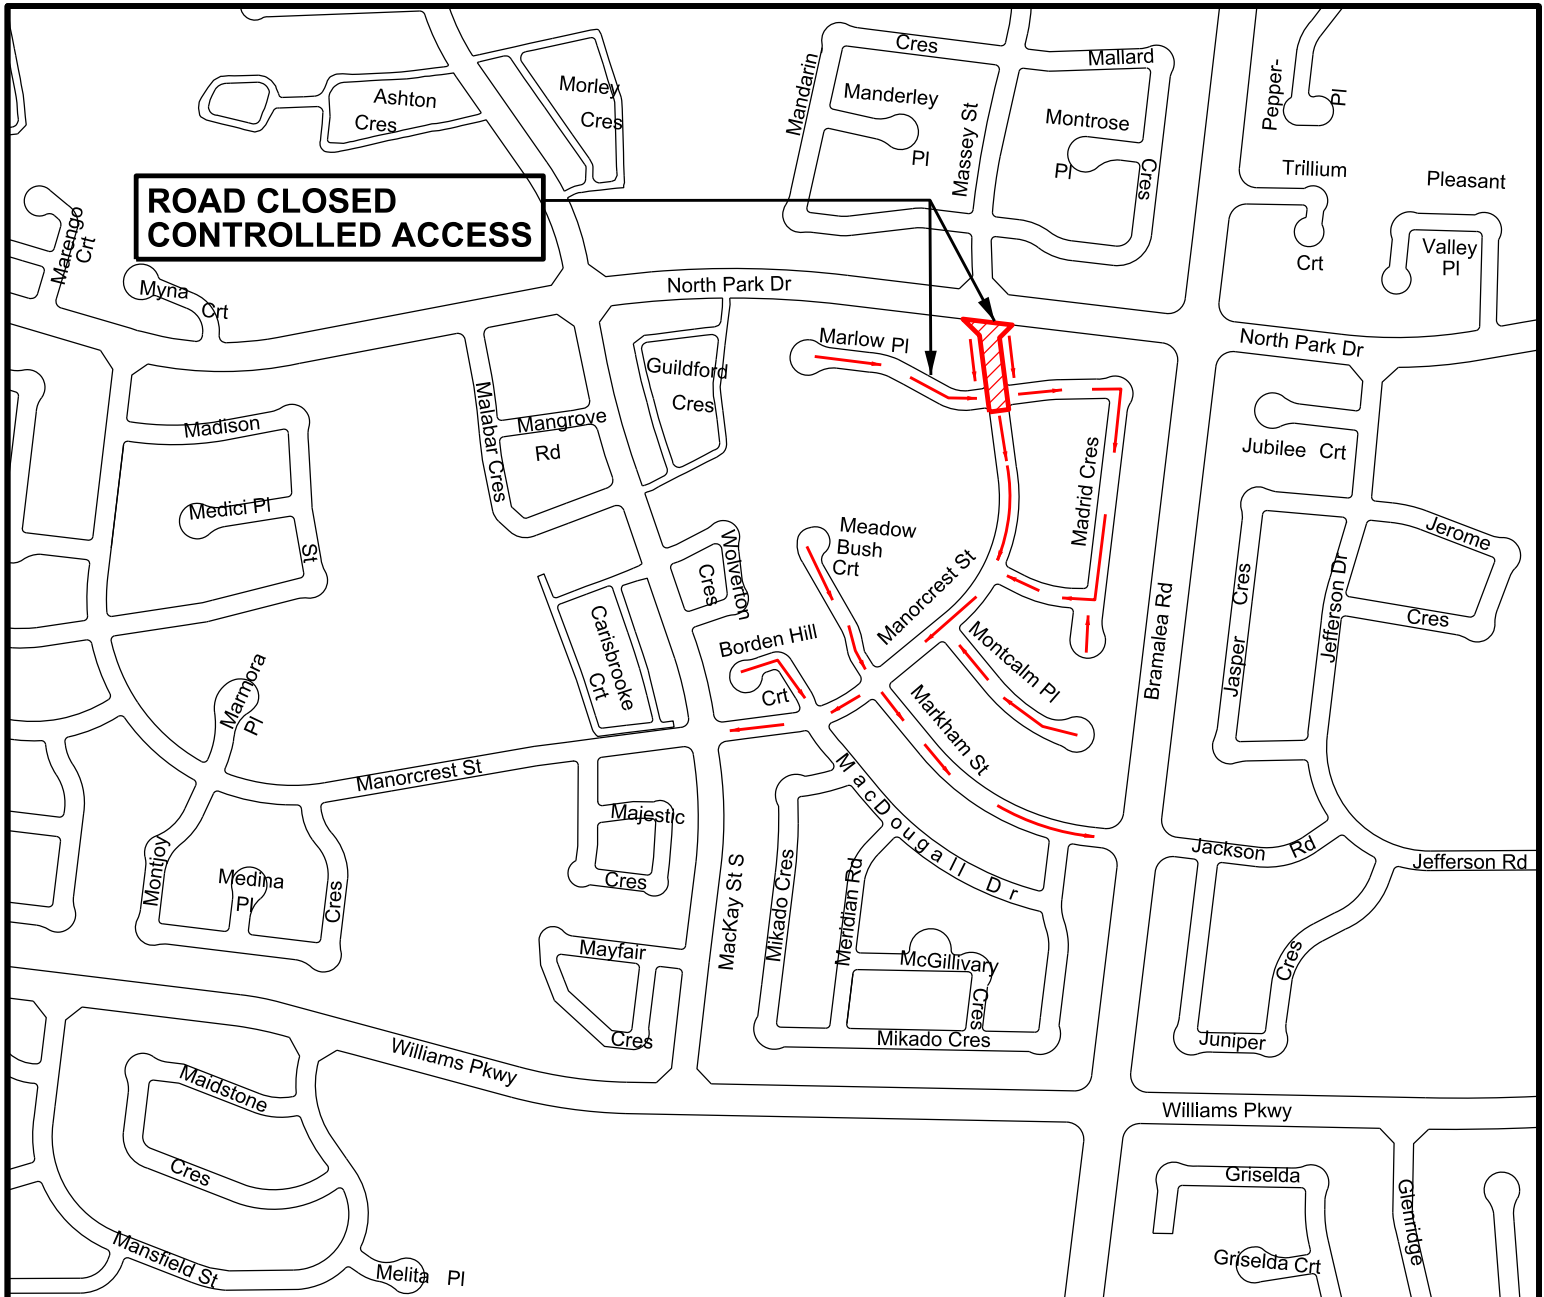 Cres
Mallard
Mandarin
Manderley
Pl
Massey St
Montrose
Pl
Cres
Pepper-
Pl
Morley
Cres
Ashton
Cres
Trillium
Crt
Pleasant
Valley
Pl
ROAD CLOSED
CONTROLLED ACCESS
Marengo
Crt
Myna
Crt
North Park Dr
North Park Dr
Marlow Pl
Guildford
Cres
Malabar Cres
Mangrove
Rd
Madison
St
Medici Pl
Madrid Cres
Jubilee Crt
Jerome
Cres
Jasper Cres
Jefferson Dr
Meadow
Bush
Crt
Wolverton
Cres
Manorcrest St
Borden Hill
Crt
Carisbrooke
Crt
Montcalm Pl
Bramalea Rd
Markham St
Marmora
Pl
Manorcrest St
MacDougall Dr
Majestic
Cres
Montjoy
Cres
Medina
Pl
MacKay St S
Mikado Cres
Meridian Rd
Jackson Rd
Jefferson Rd
Mayfair
Cres
McGillivary
Cres
Mikado Cres
Cres
Juniper
Williams Pkwy
Williams Pkwy
Maidstone
Cres
Mansfield St
Melita Pl
Griselda
Griselda Crt
Glenridge